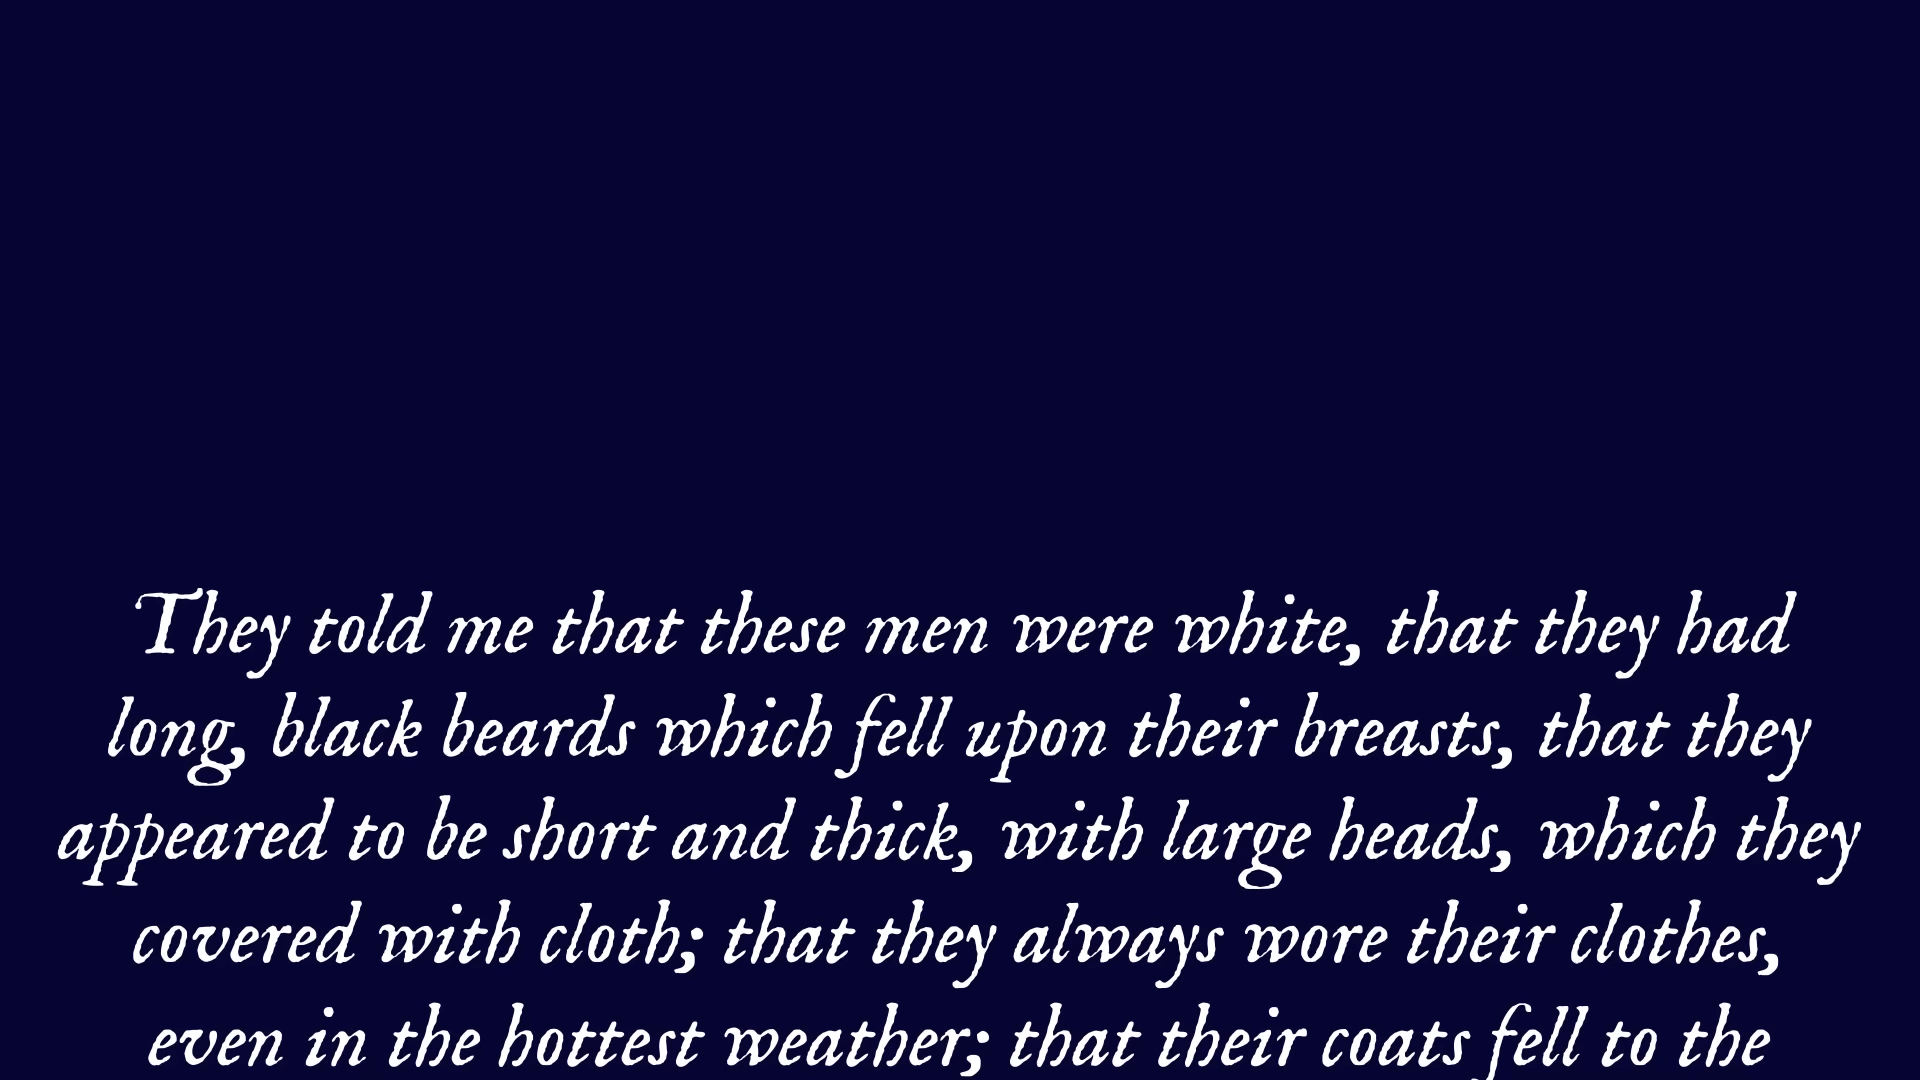 They told me that these men were white, that they had
long, black beards which fell upon their breasts, that they
appeared to be short and thick, with large heads, which they
covered with cloth; that they always wore their clothes,
even in the hottest weather; that their coats fell to the